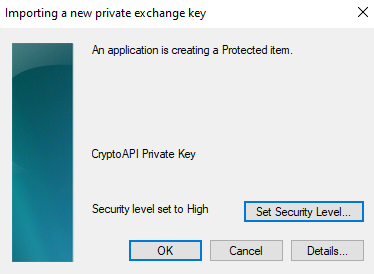 Importing a new private exchange key
An application is creating a Protected item.
CryptoAPI Private Key
Security level set to High
Set Security Level...
OK
Cancel
Details...